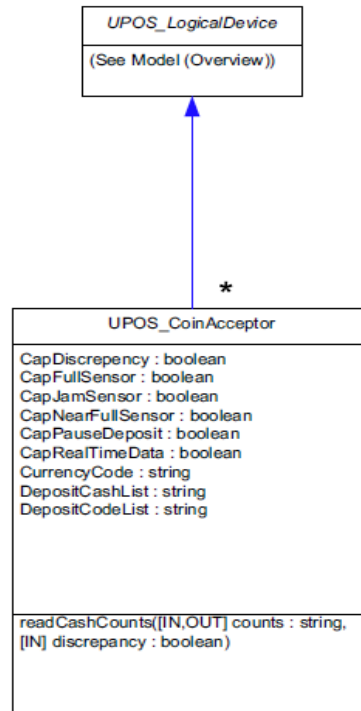 UPOS_LogicalDevice
(See Model (Overview))
*
UPOS_CoinAcceptor
CapDiscrepency : boolean
CapFullSensor : boolean
CapJamSensor : boolean
CapNearFullSensor : boolean
CapPauseDeposit : boolean
CapRealTimeData : boolean
CurrencyCode : string
DepositCashList : string
DepositCodeList : string
readCashCounts([IN,OUT] counts : string,
[IN] discrepancy : boolean)